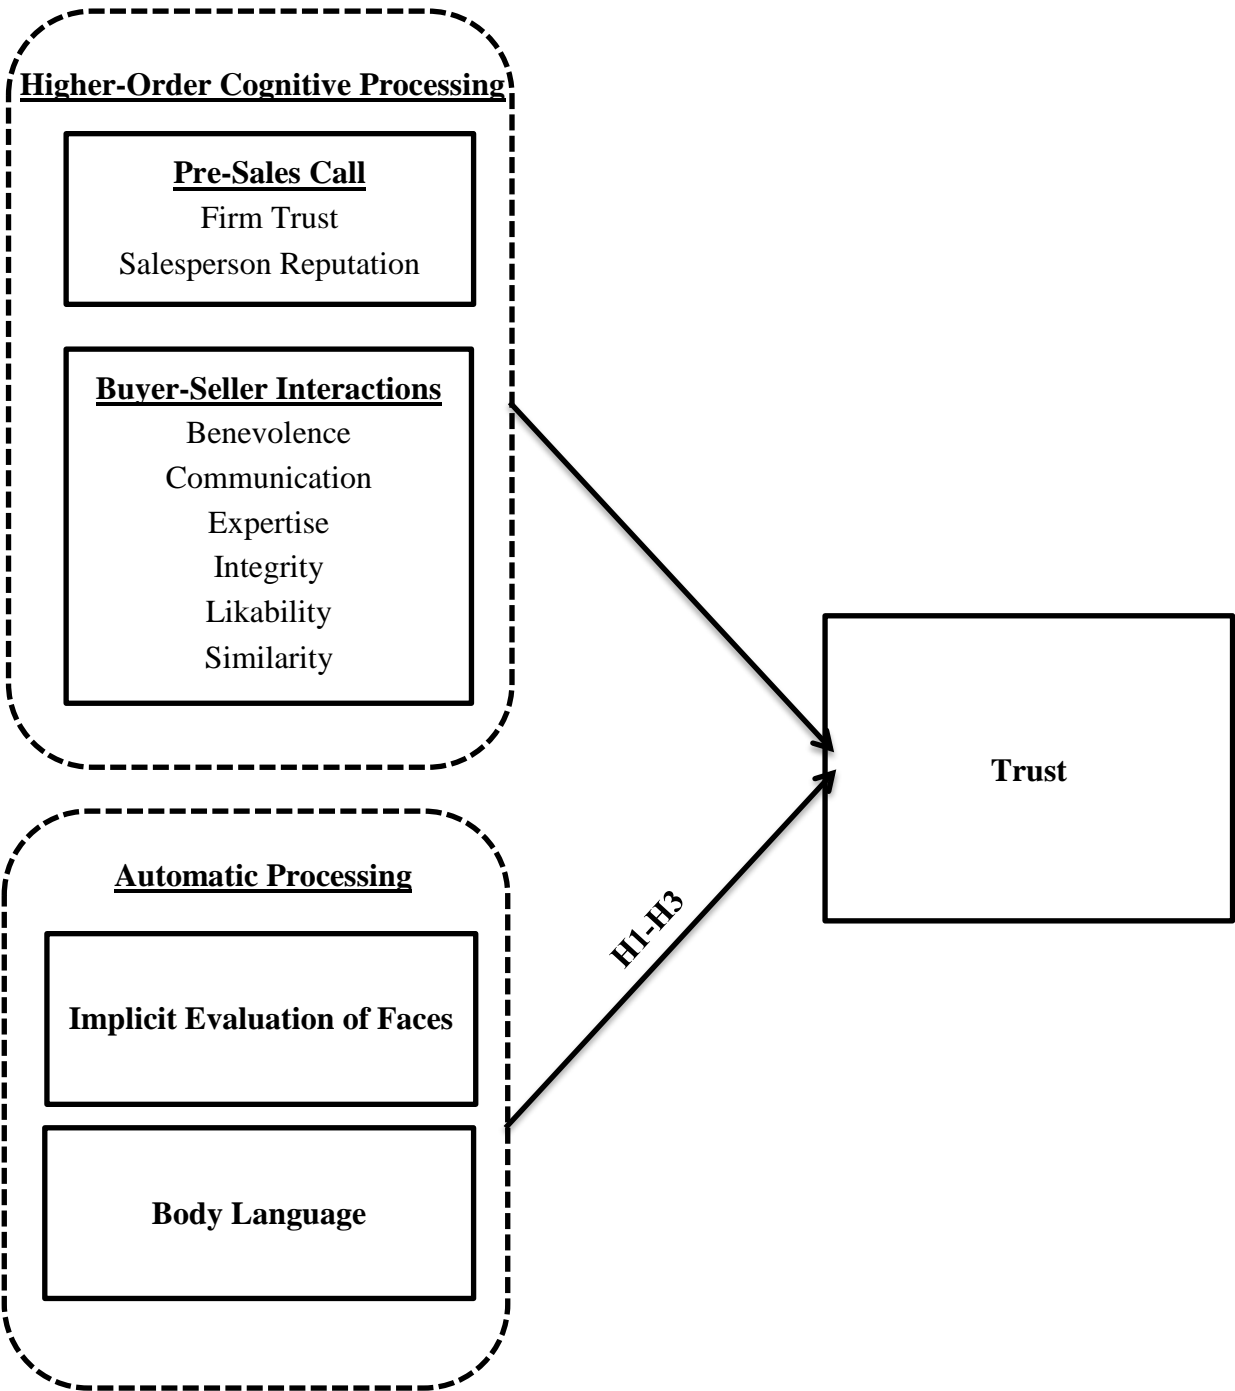 Higher-Order Cognitive Processing
Pre-Sales Call
Firm Trust
Salesperson Reputation
Buyer-Seller Interactions
Benevolence
Communication
Expertise
Integrity
Likability
Similarity
Trust
Automatic Processing
H1-H3
Implicit Evaluation of Faces
Body Language